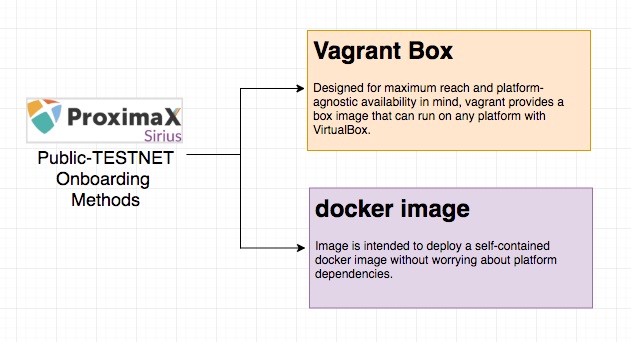 ProximaX
Sirius
Public-TESTNET
Onboarding
Methods
Vagrant Box
Designed for maximum reach and platform-
agnostic availability in mind, vagrant provides a
box image that can run on any platform with
VirtualBox.
docker image
Image is intended to deploy a self-contained
docker image without worrying about platform
dependencies.